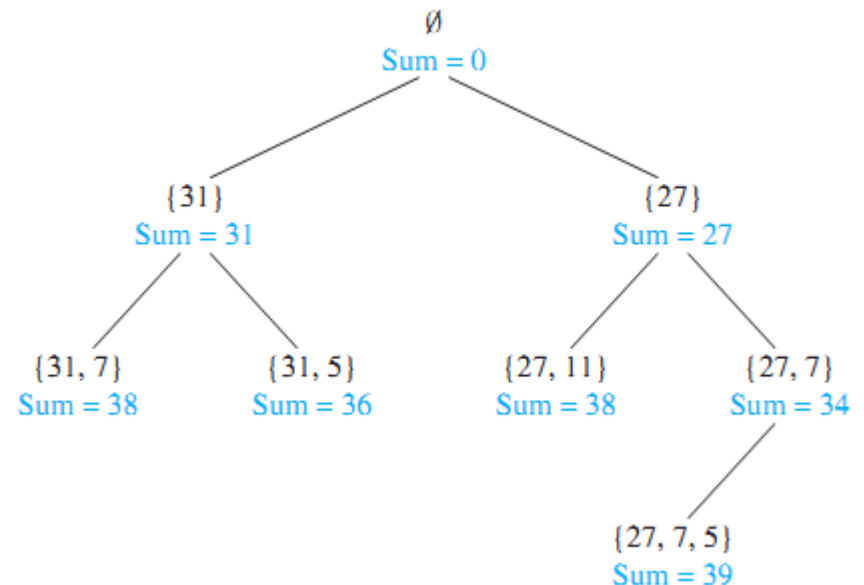 ∅
Sum = 0
{31}
Sum = 31
{27}
Sum = 27
{31, 7}
Sum = 38
{31, 5}
Sum = 36
{27, 11}
Sum = 38
{27, 7}
Sum = 34
{27, 7, 5}
Sum = 39